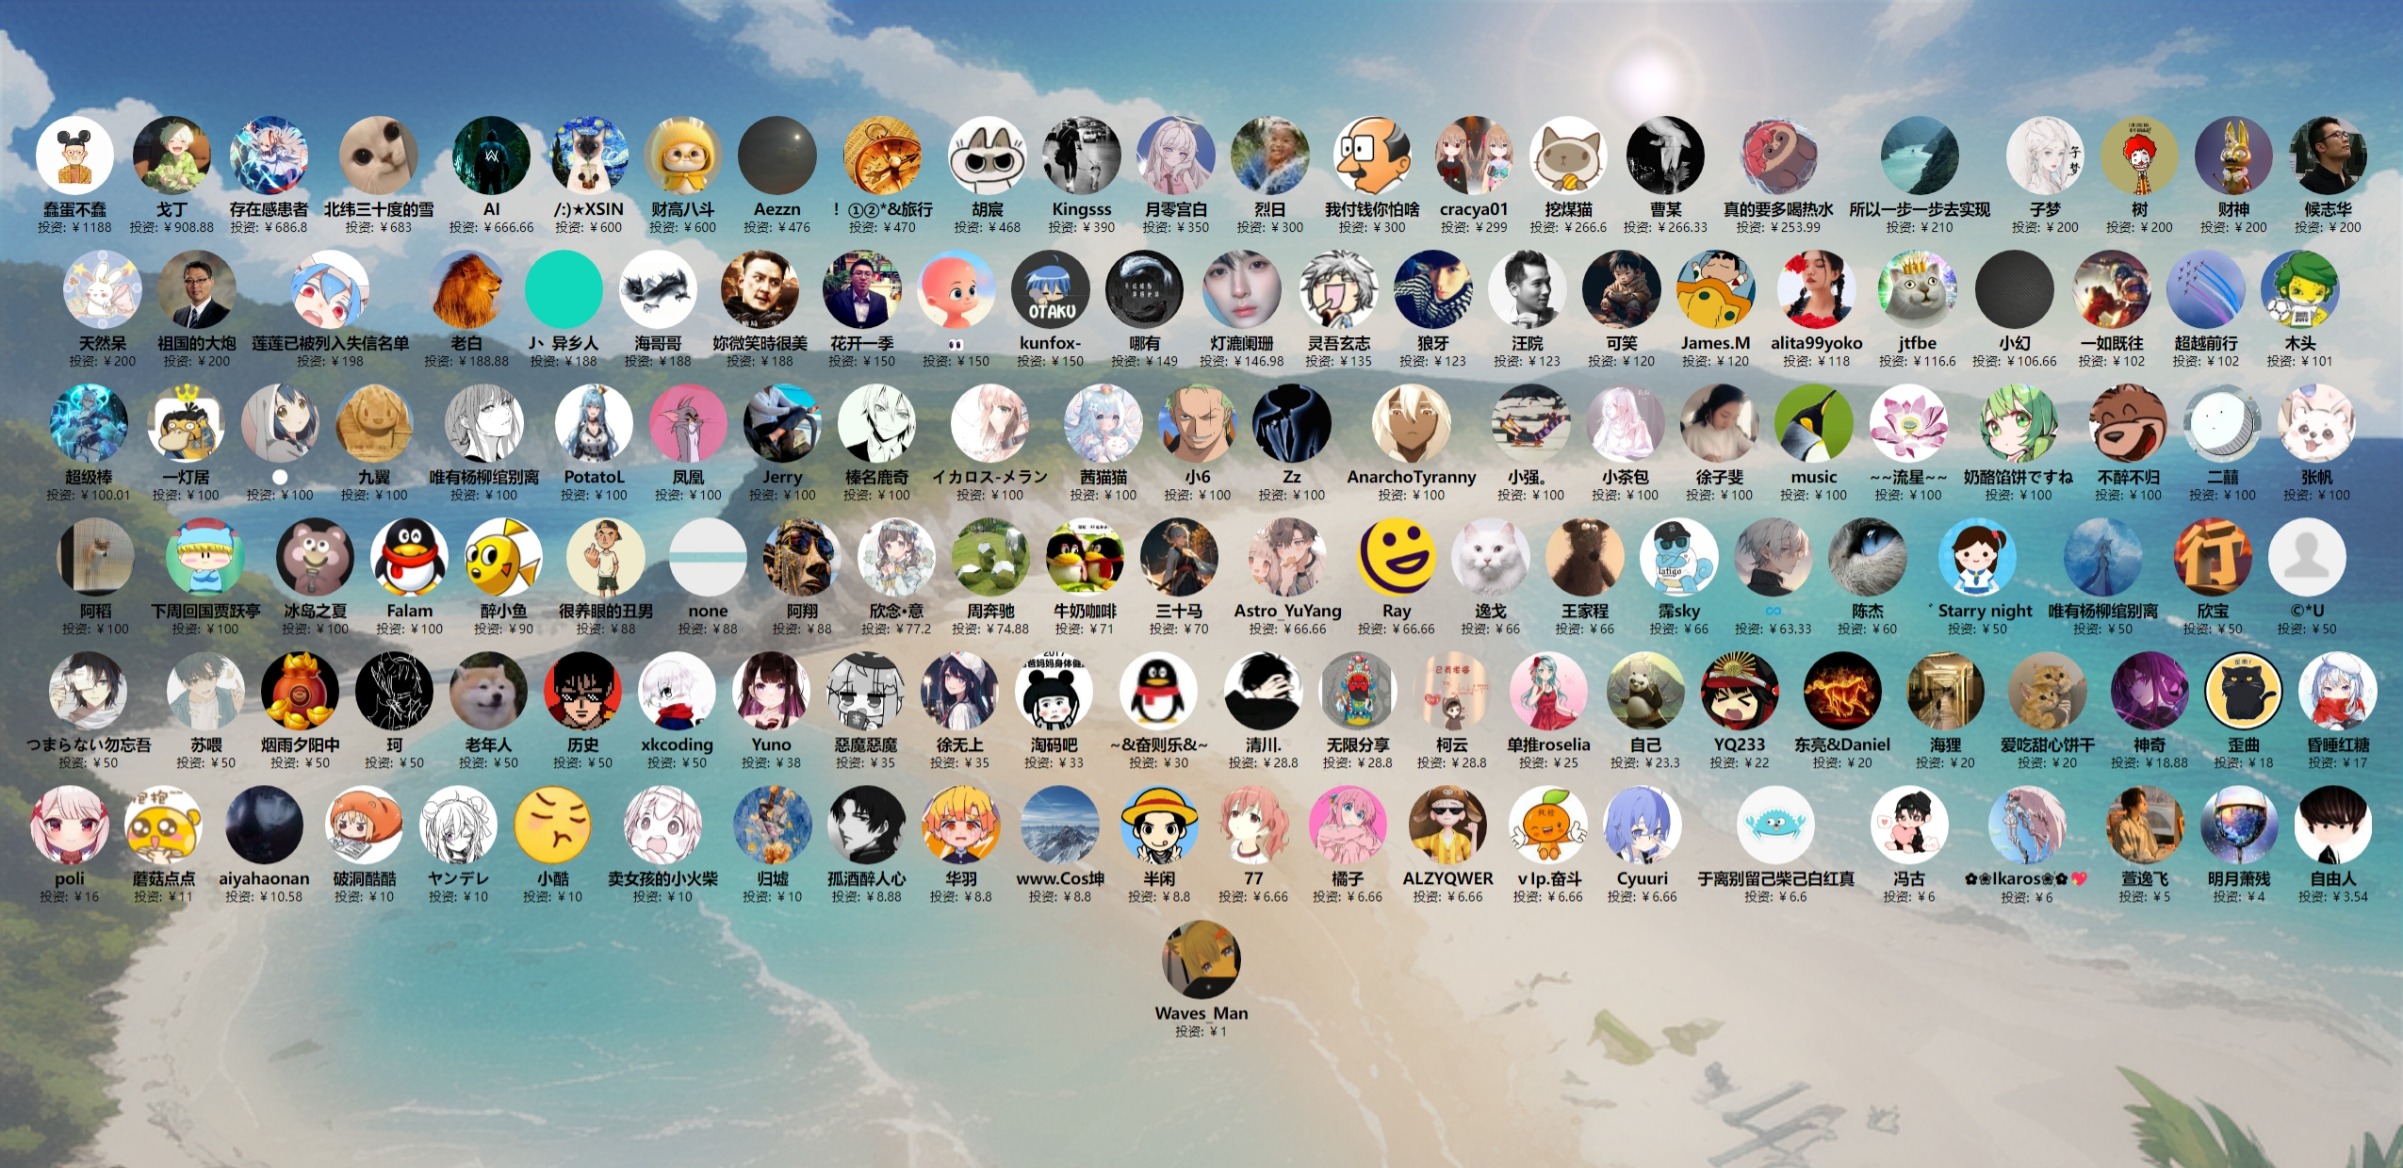 蠢蛋不蠢 戈丁 存在感患者 北纬三十度的雪 AI /:)★XSIN 财高八斗 Aezzn ！①②*&旅行 胡宸 Kingsss 月零宫白 烈日 我付钱你怕啥 cracya01 挖煤猫 曹某 真的要多喝热水 所以一步一步去实现 子梦 树 财神 候志华
投资: ￥1188 投资: ￥908.88 投资: ￥686.8 投资: ￥683 投资: ￥666.66 投资: ￥600 投资: ￥600 投资: ￥476 投资: ￥470 投资: ￥468 投资: ￥390 投资: ￥350 投资: ￥300 投资: ￥300 投资: ￥299 投资: ￥266.6 投资: ￥266.33 投资: ￥253.99 投资: ￥210 投资: ￥200 投资: ￥200 投资: ￥200 投资: ￥200
OTAKU
天然呆 祖国的大炮 莲莲已被列入失信名单 老白 J丶异乡人 海哥哥 妳微笑時很美 花开一季 kunfox- 哪有 灯漉阑珊 灵吾玄志 狼牙 汪院 可笑 James.M alita99yoko jtfbe 小幻 一如既往 超越前行 木头
投资: ￥200 投资: ￥200 投资: ￥198 投资: ￥188.88 投资: ￥188 投资: ￥188 投资: ￥188 投资: ￥150 投资: ￥150 投资: ￥150 投资: ￥149 投资: ￥146.98 投资: ￥135 投资: ￥123 投资: ￥123 投资: ￥120 投资: ￥120 投资: ￥118 投资: ￥116.6 投资: ￥106.66 投资: ￥102 投资: ￥102 投资: ￥101
超级棒 一灯居 九翼 唯有杨柳绾别离 PotatoL 凤凰 Jerry 榛名鹿奇 イカロス-メラン 茜猫猫 小6 Zz AnarchoTyranny 小强。 小茶包 徐子斐 music ~~流星~~ 奶酪馅饼ですね 不醉不归 二囍 张帆
投资: ￥100.01 投资: ￥100 投资: ￥100 投资: ￥100 投资: ￥100 投资: ￥100 投资: ￥100 投资: ￥100 投资: ￥100 投资: ￥100 投资: ￥100 投资: ￥100 投资: ￥100 投资: ￥100 投资: ￥100 投资: ￥100 投资: ￥100 投资: ￥100 投资: ￥100 投资: ￥100 投资: ￥100 投资: ￥100 投资: ￥100
行
阿稻 下周回国贾跃亭 冰岛之夏 Falam 醉小鱼 很养眼的丑男 none 阿翔 欣念•意 周奔驰 牛奶咖啡 三十马 Astro_YuYang Ray 逸戈 王家程 霈sky ∞ 陈杰 ゛Starry night 唯有杨柳绾别离 欣宝 ©*U
投资: ￥100 投资: ￥100 投资: ￥100 投资: ￥100 投资: ￥90 投资: ￥88 投资: ￥88 投资: ￥88 投资: ￥77.2 投资: ￥74.88 投资: ￥71 投资: ￥70 投资: ￥66.66 投资: ￥66.66 投资: ￥66 投资: ￥66 投资: ￥66 投资: ￥63.33 投资: ￥60 投资: ￥50 投资: ￥50 投资: ￥50 投资: ￥50
つまらない勿忘吾 苏喂 烟雨夕阳中 珂 老年人 历史 xkcoding Yuno 惡魔惡魔 徐无上 淘码吧 ~&奋则乐&~ 清川. 无限分享 柯云 单推roselia 自己 YQ233 东亮&Daniel 海狸 爱吃甜心饼干 神奇 歪曲 昏睡红糖
投资: ￥50 投资: ￥50 投资: ￥50 投资: ￥50 投资: ￥50 投资: ￥50 投资: ￥50 投资: ￥38 投资: ￥35 投资: ￥35 投资: ￥33 投资: ￥30 投资: ￥28.8 投资: ￥28.8 投资: ￥28.8 投资: ￥25 投资: ￥23.3 投资: ￥22 投资: ￥20 投资: ￥20 投资: ￥20 投资: ￥18.88 投资: ￥18 投资: ￥17
poli 蘑菇点点 aiyahaonan 破洞酷酷 ヤンデレ 小酷 卖女孩的小火柴 归墟 孤酒醉人心 华羽 www.Cos坤 半闲 77 橘子 ALZYQWER v lp.奋斗 Cyuuri 于离别留己柴己白红真 冯古 ✿❀Ikaros❀✿💖 萱逸飞 明月萧残 自由人
投资: ￥16 投资: ￥11 投资: ￥10.58 投资: ￥10 投资: ￥10 投资: ￥10 投资: ￥10 投资: ￥10 投资: ￥8.88 投资: ￥8.8 投资: ￥8.8 投资: ￥8.8 投资: ￥6.66 投资: ￥6.66 投资: ￥6.66 投资: ￥6.66 投资: ￥6.66 投资: ￥6.6 投资: ￥6 投资: ￥6 投资: ￥5 投资: ￥4 投资: ￥3.54
Waves_Man
投资: ￥1